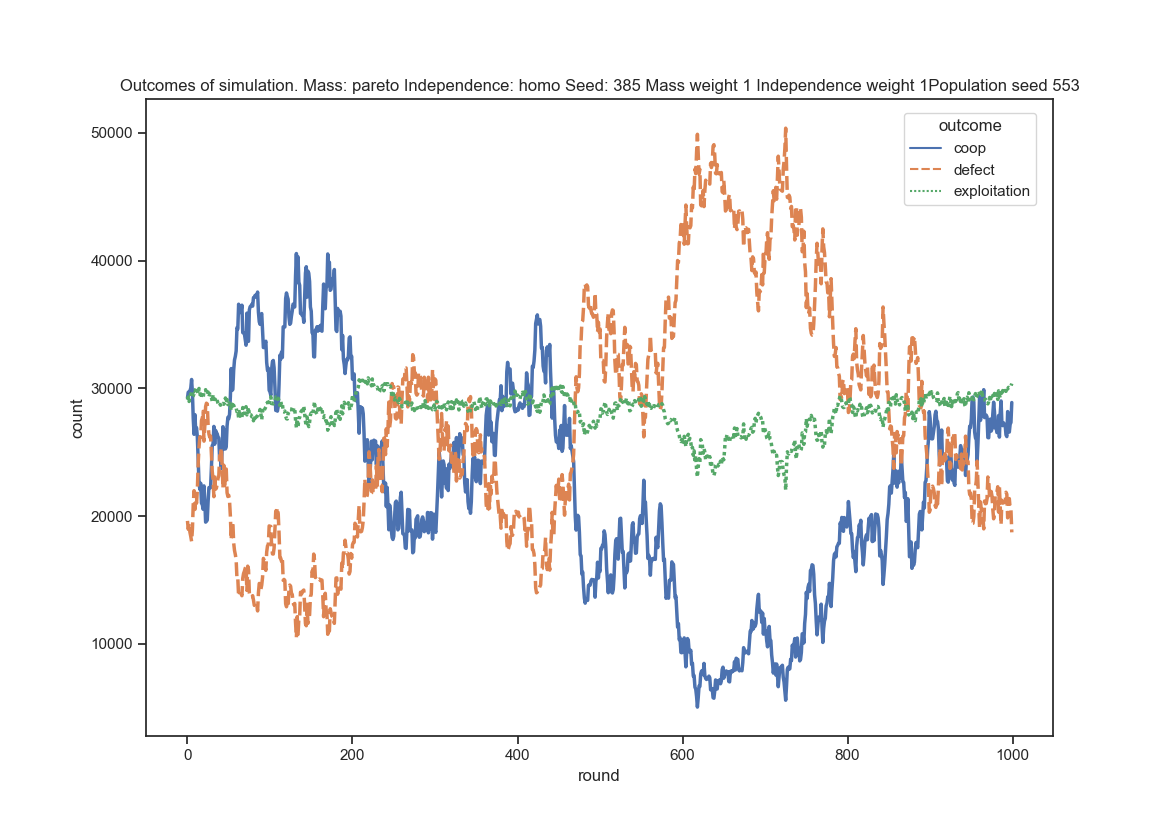 Outcomes of simulation. Mass: pareto Independence: homo Seed: 385 Mass weight 1 Independence weight 1Population seed 553
outcome
coop
defect
exploitation
50000
40000
30000
20000
10000
count
0 200 400 600 800 1000
round